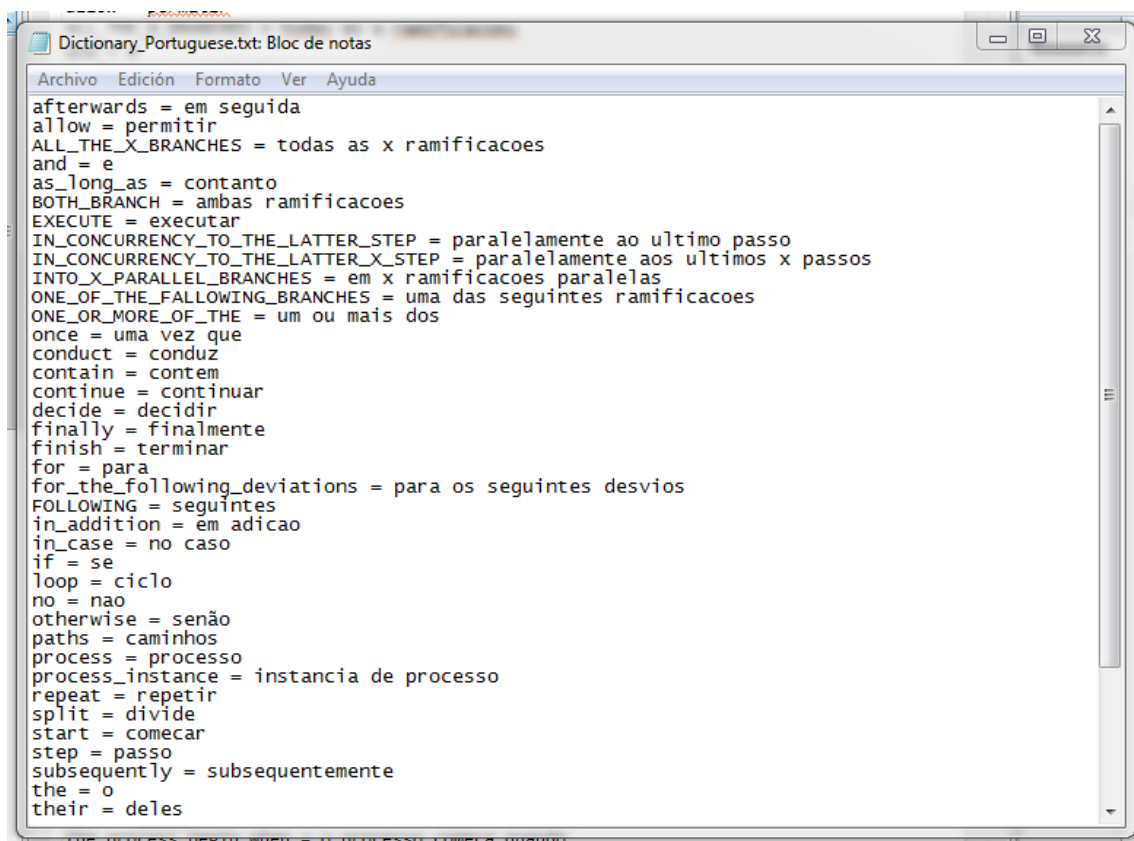 allow = permitir
Dictionary_Portuguese.txt: Bloc de notas
Archivo Edición Formato Ver Ayuda
afterwards = em seguida
allow = permitir
ALL_THE_X_BRANCHES = todas as x ramificacoes
and = e
as_long_as = contanto
BOTH_BRANCH = ambas ramificacoes
EXECUTE = executar
IN_CONCURRENCY_TO_THE_LATTER_STEP = paralelamente ao ultimo passo
IN_CONCURRENCY_TO_THE_LATTER_X_STEP = paralelamente aos ultimos x passos
INTO_X_PARALLEL_BRANCHES = em x ramificacoes paralelas
ONE_OF_THE_FALLOWING_BRANCHES = uma das seguintes ramificacoes
ONE_OR_MORE_OF_THE = um ou mais dos
once = uma vez que
conduct = conduz
contain = contem
continue = continuar
decide = decidir
finally = finalmente
finish = terminar
for = para
for_the_following_deviations = para os seguintes desvios
FOLLOWING = seguintes
in_addition = em adicao
in_case = no caso
if = se
loop = ciclo
no = nao
otherwise = senão
paths = caminhos
process = processo
process_instance = instancia de processo
repeat = repetir
split = divide
start = comecar
step = passo
subsequently = subsequentemente
the = o
their = deles